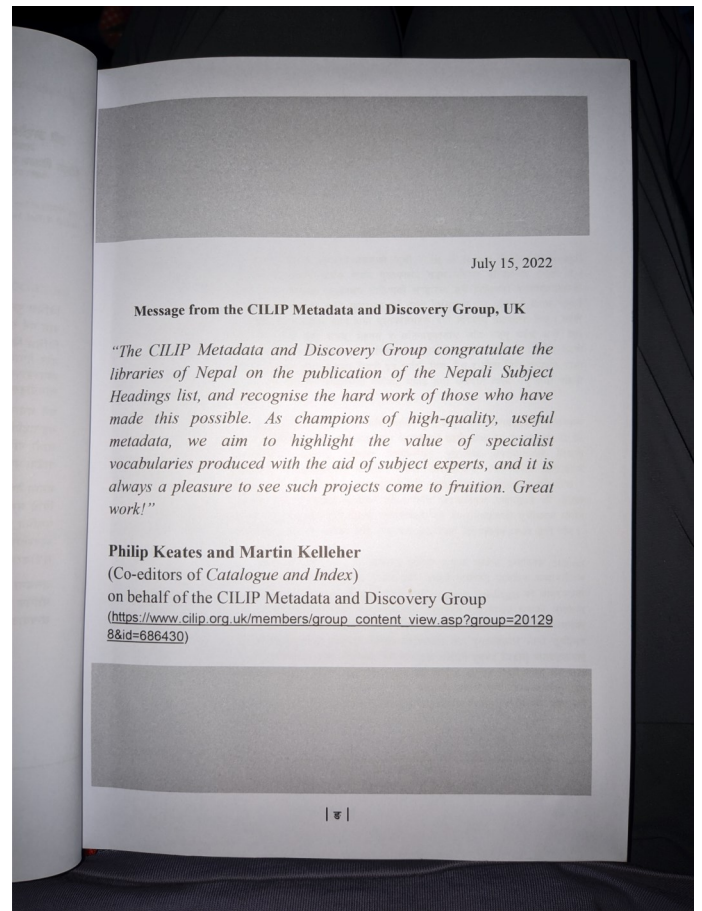 July 15, 2022
Message from the CILIP Metadata and Discovery Group, UK
“The CILIP Metadata and Discovery Group congratulate the
libraries of Nepal on the publication of the Nepali Subject
Headings list, and recognise the hard work of those who have
made this possible. As champions of high-quality, useful
metadata, we aim to highlight the value of specialist
vocabularies produced with the aid of subject experts, and it is
always a pleasure to see such projects come to fruition. Great
work!”
Philip Keates and Martin Kelleher
(Co-editors of Catalogue and Index)
on behalf of the CILIP Metadata and Discovery Group
(https://www.cilip.org.uk/members/group_content_view.asp?group=20129
8&id=686430)
| ङ |